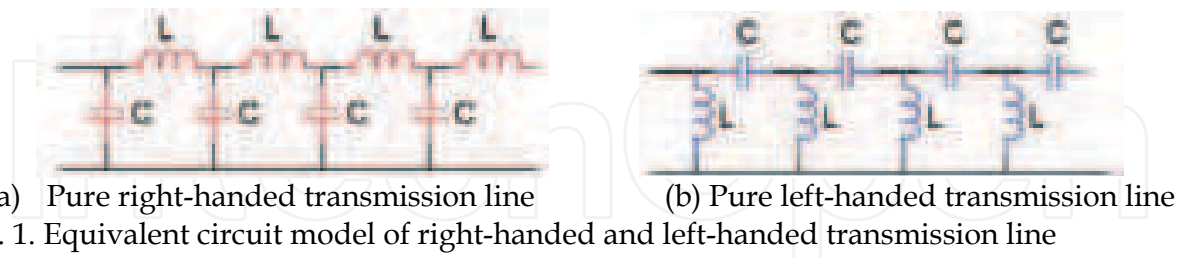 L L L L
C C C C
C C C C
L L L L
a) Pure right-handed transmission line
(b) Pure left-handed transmission line
. 1. Equivalent circuit model of right-handed and left-handed transmission line